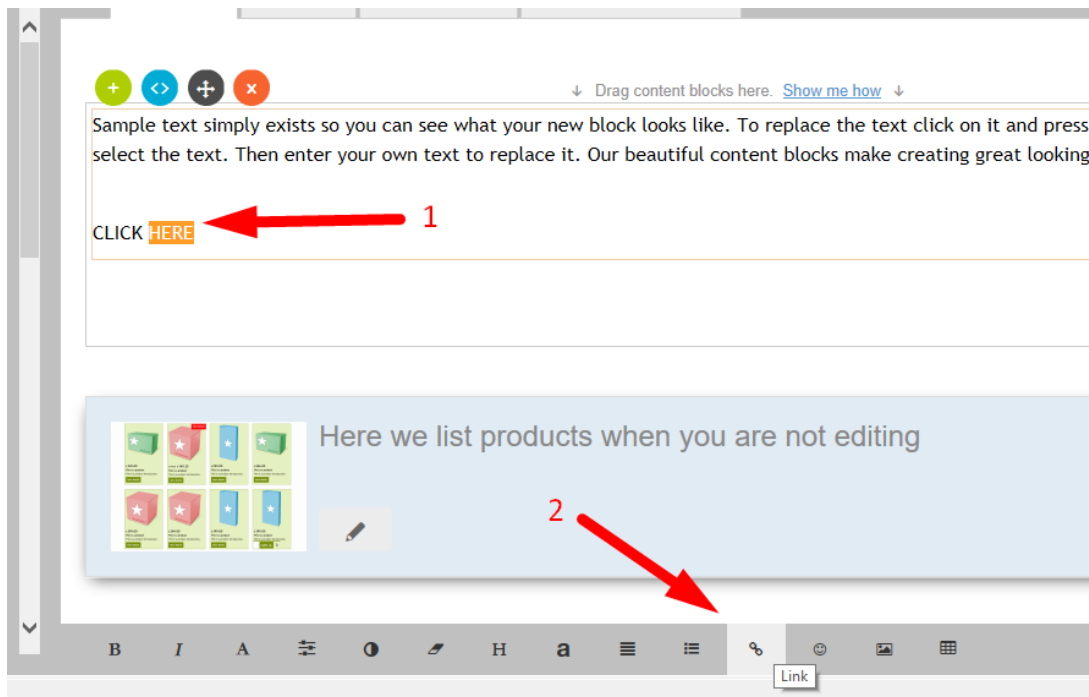 ↓ Drag content blocks here. Show me how ↓
Sample text simply exists so you can see what your new block looks like. To replace the text click on it and press
select the text. Then enter your own text to replace it. Our beautiful content blocks make creating great looking
CLICK HERE
1
Here we list products when you are not editing
2
B I A H a
Link